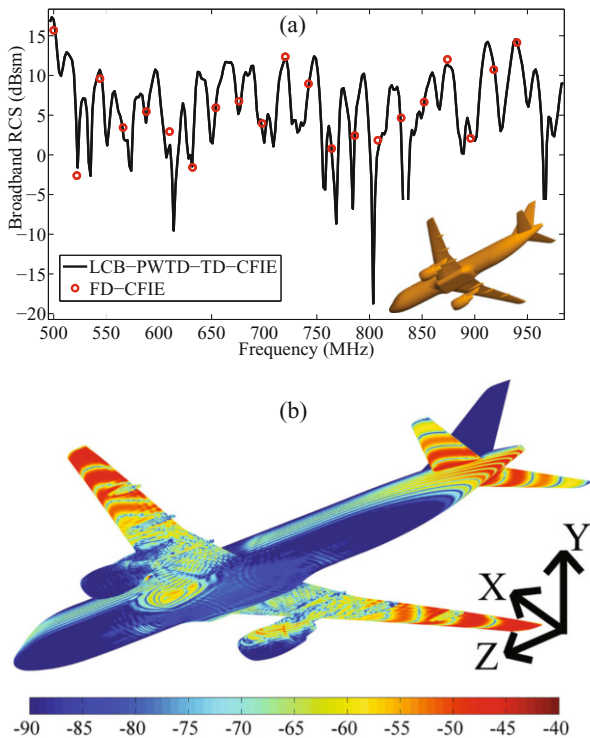 (a)
Broadband RCS (dBsm)
15
10
5
0
−5
−10
−15
−20
LCB−PWTD−TD−CFIE
FD−CFIE
500 550 600 650 700 750 800 850 900 950
Frequency (MHz)
(b)
Y
X
Z
-90 -85 -80 -75 -70 -65 -60 -55 -50 -45 -40